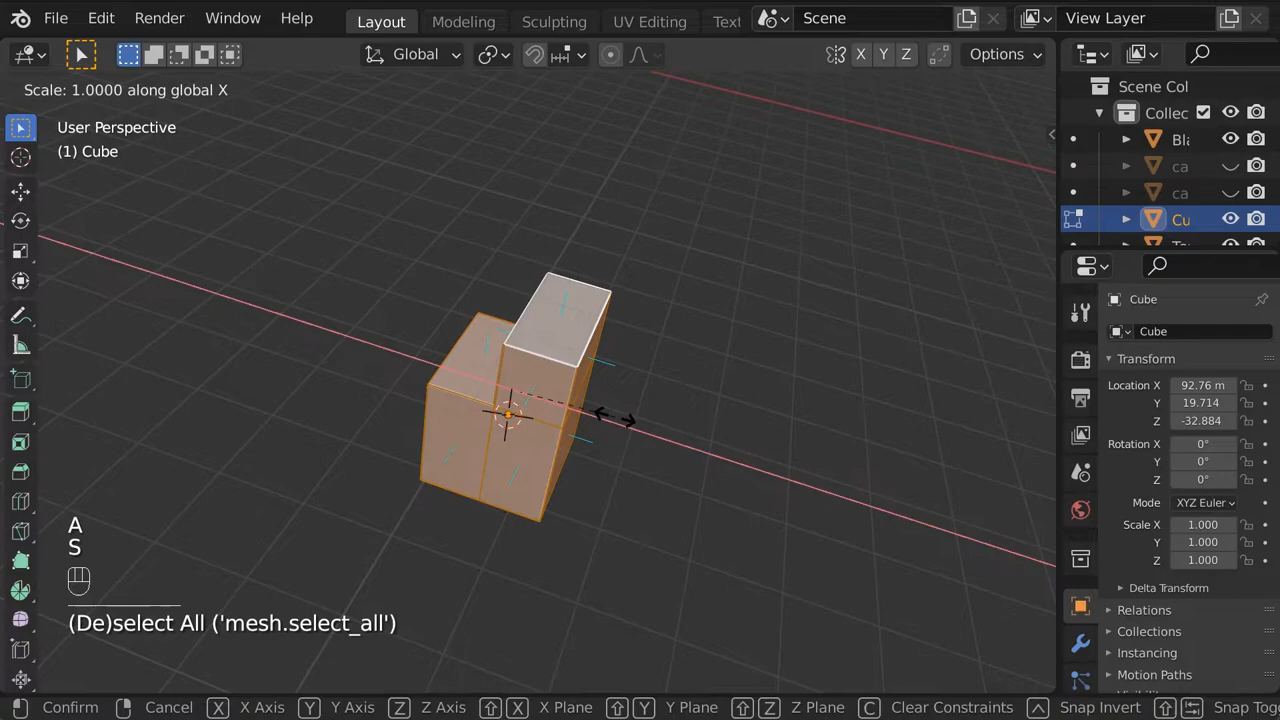 File Edit Render Window Help Layout Modeling Sculpting UV Editing Text Scene View Layer
Global X Y Z Options
Scale: 1.0000 along global X
User Perspective
(1) Cube
Scene Col
Collec
Bla
ca
ca
Cu
Cube
Cube
Transform
Location X 92.76 m
Y 19.714
Z -32.884
Rotation X 0°
Y 0°
Z 0°
Mode XYZ Euler
Scale X 1.000
Y 1.000
Z 1.000
Delta Transform
Relations
Collections
Instancing
Motion Paths
A
S
(De)select All ('mesh.select_all')
Confirm Cancel X X Axis Y Y Axis Z Z Axis X X Plane Y Y Plane Z Z Plane C Clear Constraints Snap Invert Snap Tog